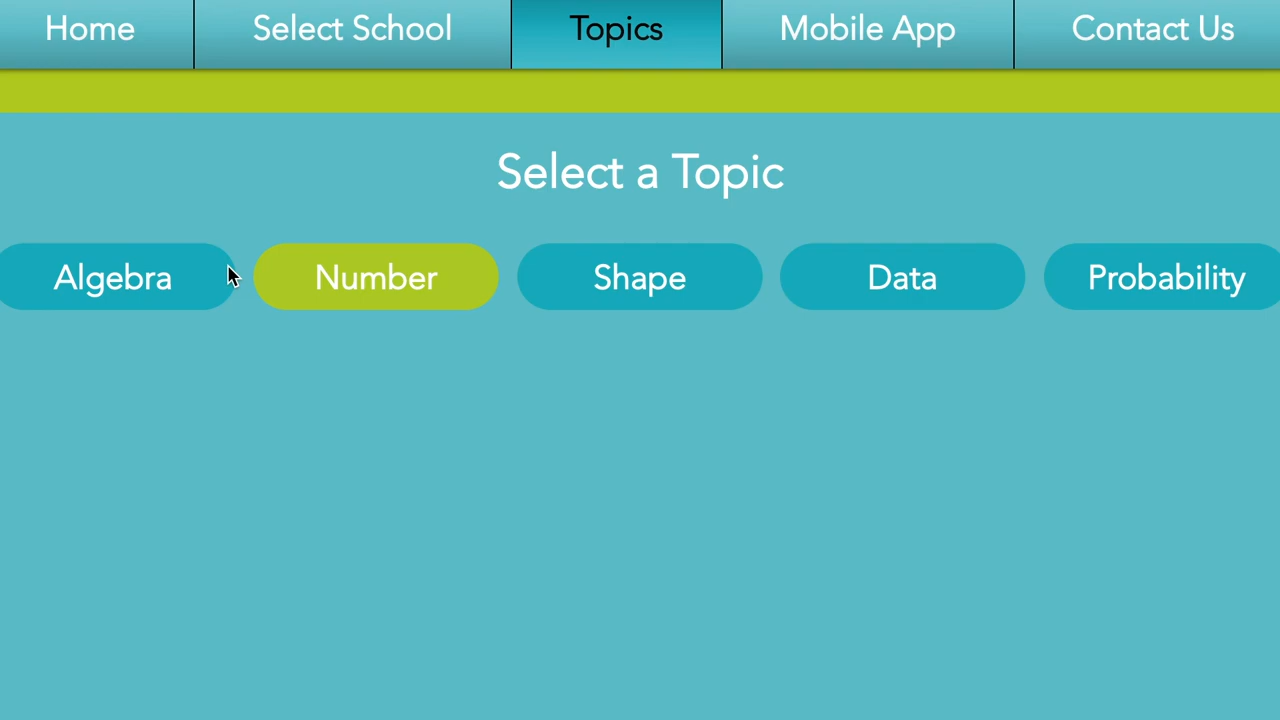 Home Select School Topics Mobile App Contact Us
Select a Topic
Algebra Number Shape Data Probability